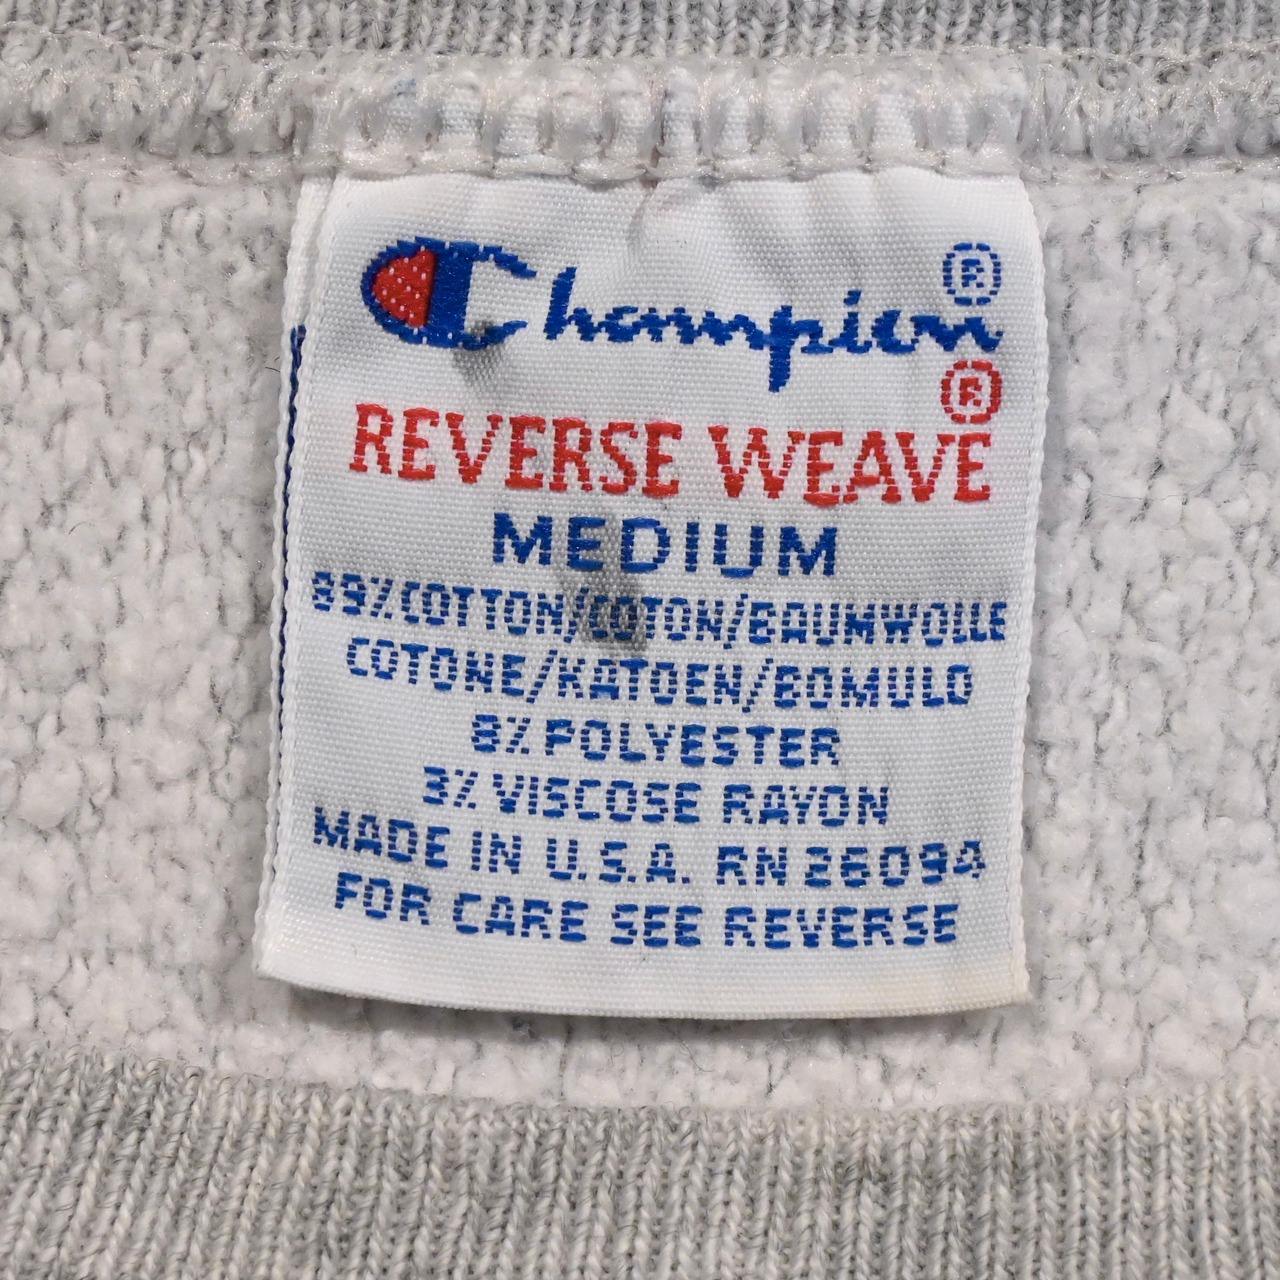 Champion®
REVERSE WEAVE®
MEDIUM
89% COTTON/COTON/BAUMWOLLE
COTONE/KATOEN/BOMULD
8% POLYESTER
3% VISCOSE RAYON
MADE IN U.S.A. RN 26094
FOR CARE SEE REVERSE